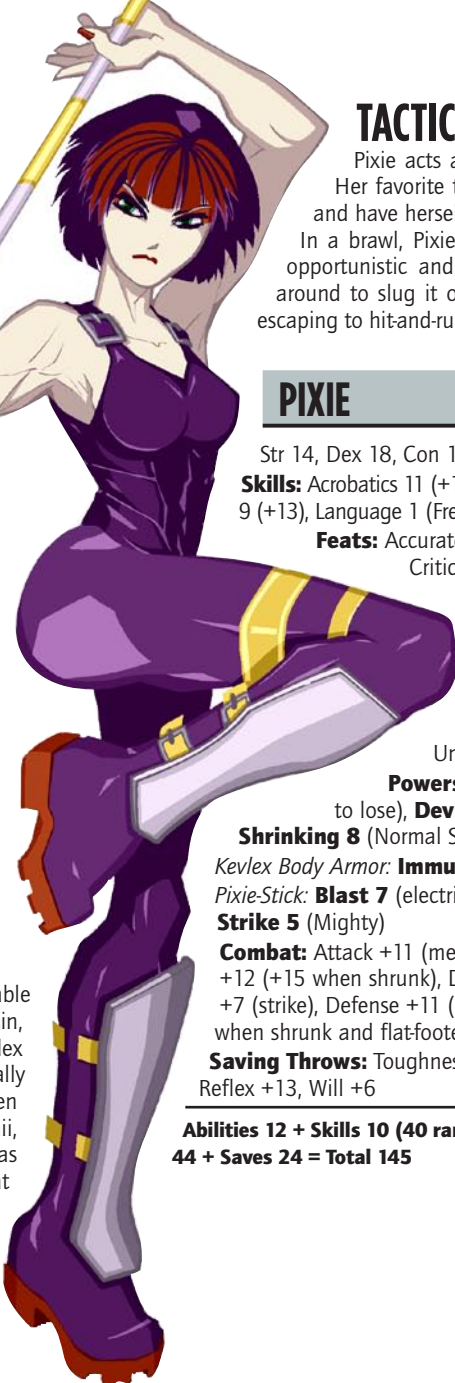 TACTIC
Pixie acts a
Her favorite t
and have herse
In a brawl, Pixie
opportunistic and
around to slug it o
escaping to hit-and-ru
PIXIE
Str 14, Dex 18, Con 1
Skills: Acrobatics 11 (+1
9 (+13), Language 1 (Fre
Feats: Accurate
Critic
Un
Powers
to lose), Dev
Shrinking 8 (Normal S
Kevlex Body Armor: Immu
Pixie-Stick: Blast 7 (electri
Strike 5 (Mighty)
Combat: Attack +11 (me
+12 (+15 when shrunk), D
+7 (strike), Defense +11 (
when shrunk and flat-foote
Saving Throws: Toughnes
Reflex +13, Will +6
Abilities 12 + Skills 10 (40 ran
44 + Saves 24 = Total 145
able
in,
lex
ally
en
ii,
as
at